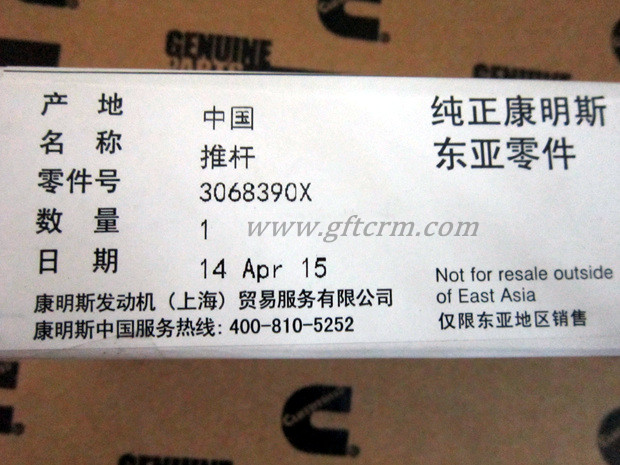 GENUINE
PARTS
产 地 中国
名 称 推杆
零件号 3068390X
数 量 1
日 期 14 Apr 15
纯正康明斯
东亚零件
www.gftcrm.com
Not for resale outside
of East Asia
仅限东亚地区销售
康明斯发动机（上海）贸易服务有限公司
康明斯中国服务热线: 400-810-5252
Cummins